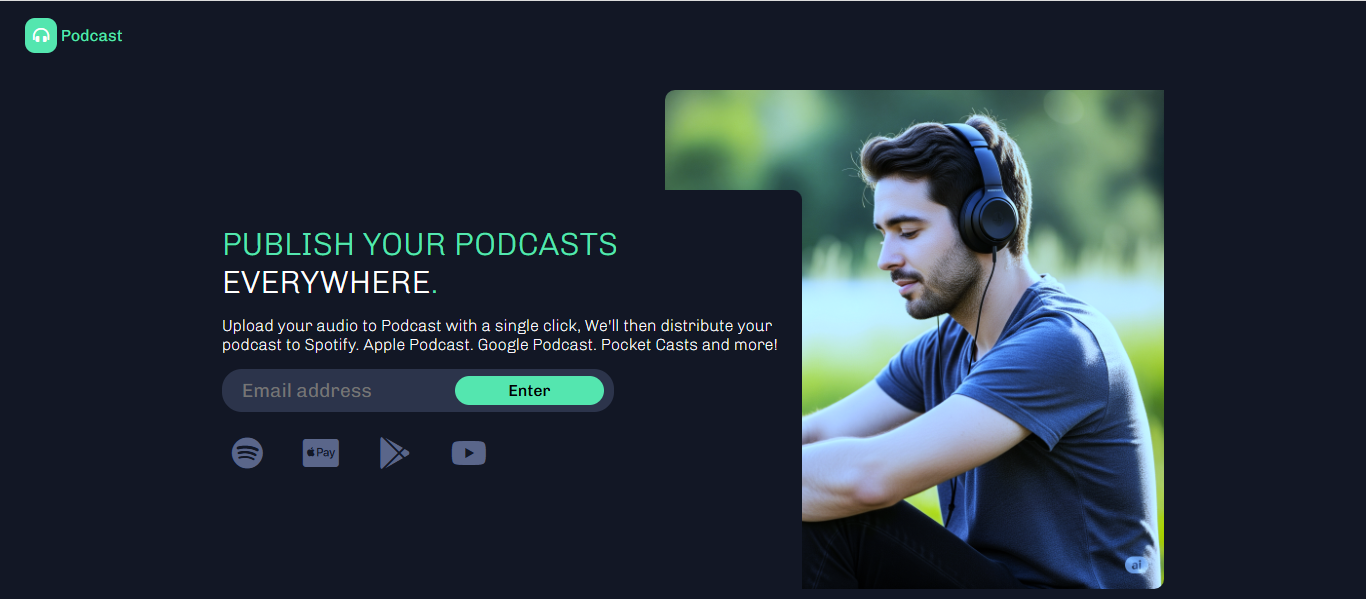 Podcast
PUBLISH YOUR PODCASTS
EVERYWHERE.
Upload your audio to Podcast with a single click, We'll then distribute your
podcast to Spotify. Apple Podcast. Google Podcast. Pocket Casts and more!
Email address
Enter
Pay
ai